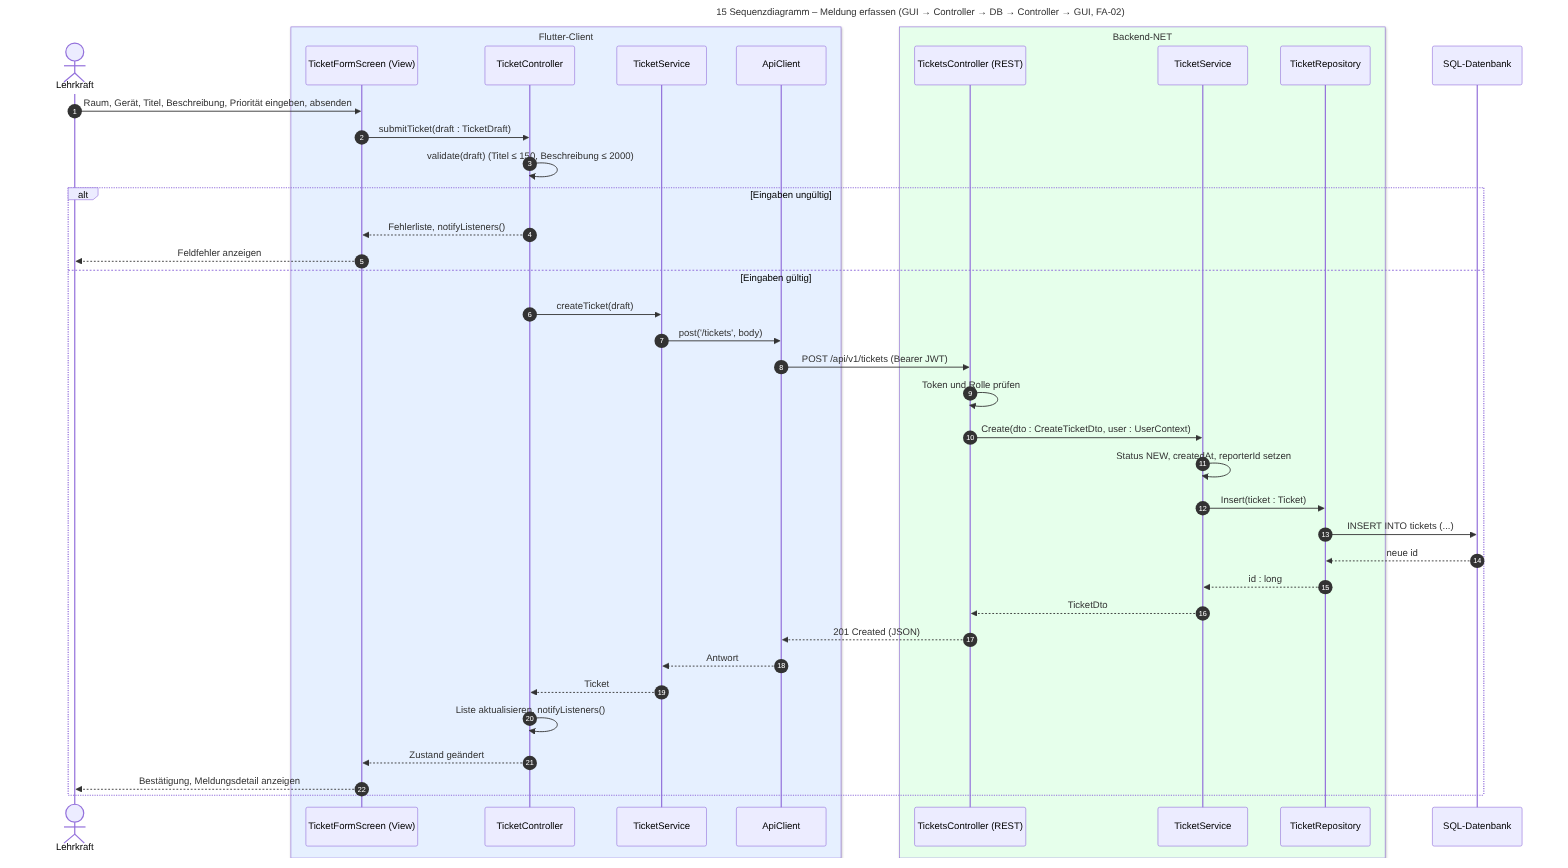 15 Sequenzdiagramm – Meldung erfassen (GUI → Controller → DB → Controller → GUI, FA-02)
Flutter-Client
Backend-NET
Lehrkraft
TicketFormScreen (View)
TicketController
TicketService
ApiClient
TicketsController (REST)
TicketService
TicketRepository
SQL-Datenbank
1 Raum, Gerät, Titel, Beschreibung, Priorität eingeben, absenden
2 submitTicket(draft : TicketDraft)
3 validate(draft) (Titel ≤ 150, Beschreibung ≤ 2000)
alt [Eingaben ungültig]
4 Fehlerliste, notifyListeners()
5 Feldfehler anzeigen
[Eingaben gültig]
6 createTicket(draft)
7 post('/tickets', body)
8 POST /api/v1/tickets (Bearer JWT)
9 Token und Rolle prüfen
10 Create(dto : CreateTicketDto, user : UserContext)
11 Status NEW, createdAt, reporterId setzen
12 Insert(ticket : Ticket)
13 INSERT INTO tickets (...)
14 neue id
15 id : long
16 TicketDto
17 201 Created (JSON)
18 Antwort
19 Ticket
20 Liste aktualisieren, notifyListeners()
21 Zustand geändert
22 Bestätigung, Meldungsdetail anzeigen
Lehrkraft
TicketFormScreen (View)
TicketController
TicketService
ApiClient
TicketsController (REST)
TicketService
TicketRepository
SQL-Datenbank